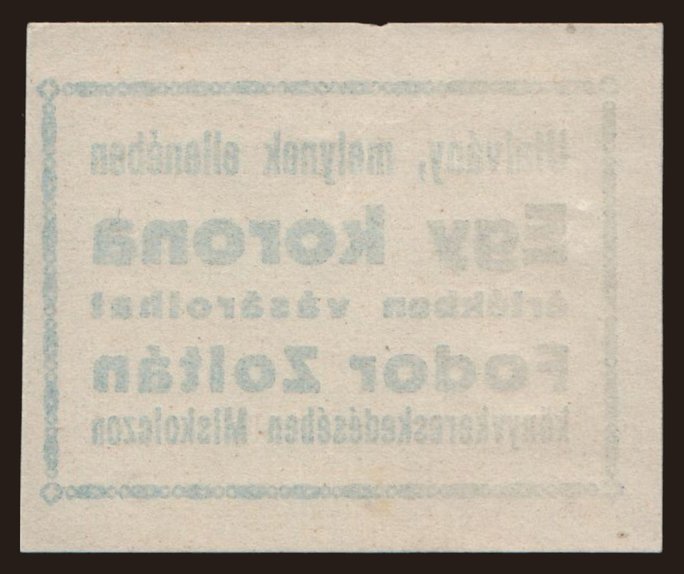 Utalvány, melynek ellenében
Egy korona
értékben vásárolhat
Fodor Zoltán
könyvkereskedésében Miskolczon